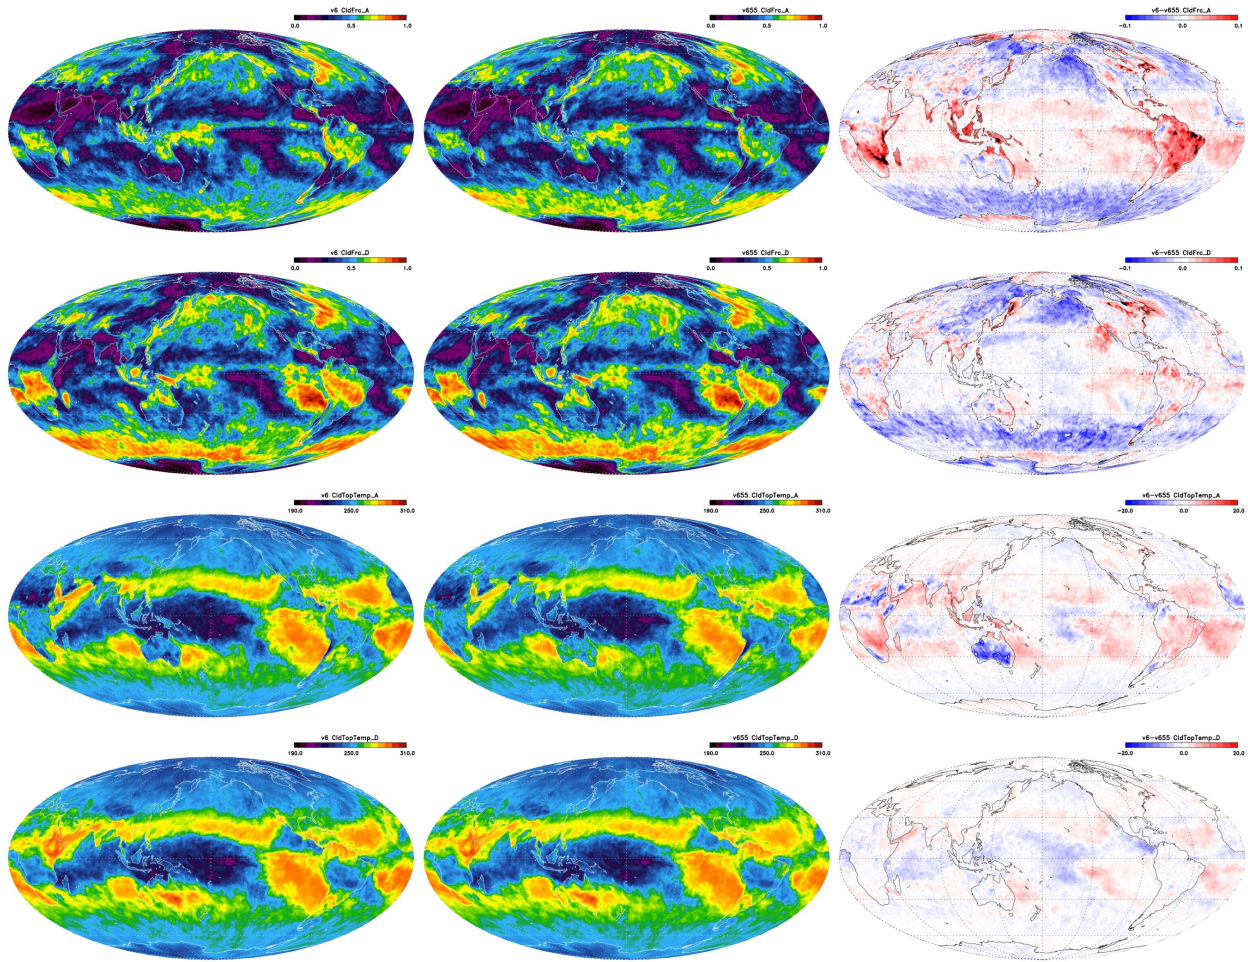 v6 CldFrc_A
0.0 0.5 1.0
v655 CldFrc_A
0.0 0.5 1.0
v6-v655 CldFrc_A
-0.1 0.0 0.1
v6 CldFrc_D
0.0 0.5 1.0
v655 CldFrc_D
0.0 0.5 1.0
v6-v655 CldFrc_D
-0.1 0.0 0.1
v6 CldTopTemp_A
190.0 250.0 310.0
v655 CldTopTemp_A
190.0 250.0 310.0
v6-v655 CldTopTemp_A
-20.0 0.0 20.0
v6 CldTopTemp_D
190.0 250.0 310.0
v655 CldTopTemp_D
190.0 250.0 310.0
v6-v655 CldTopTemp_D
-20.0 0.0 20.0